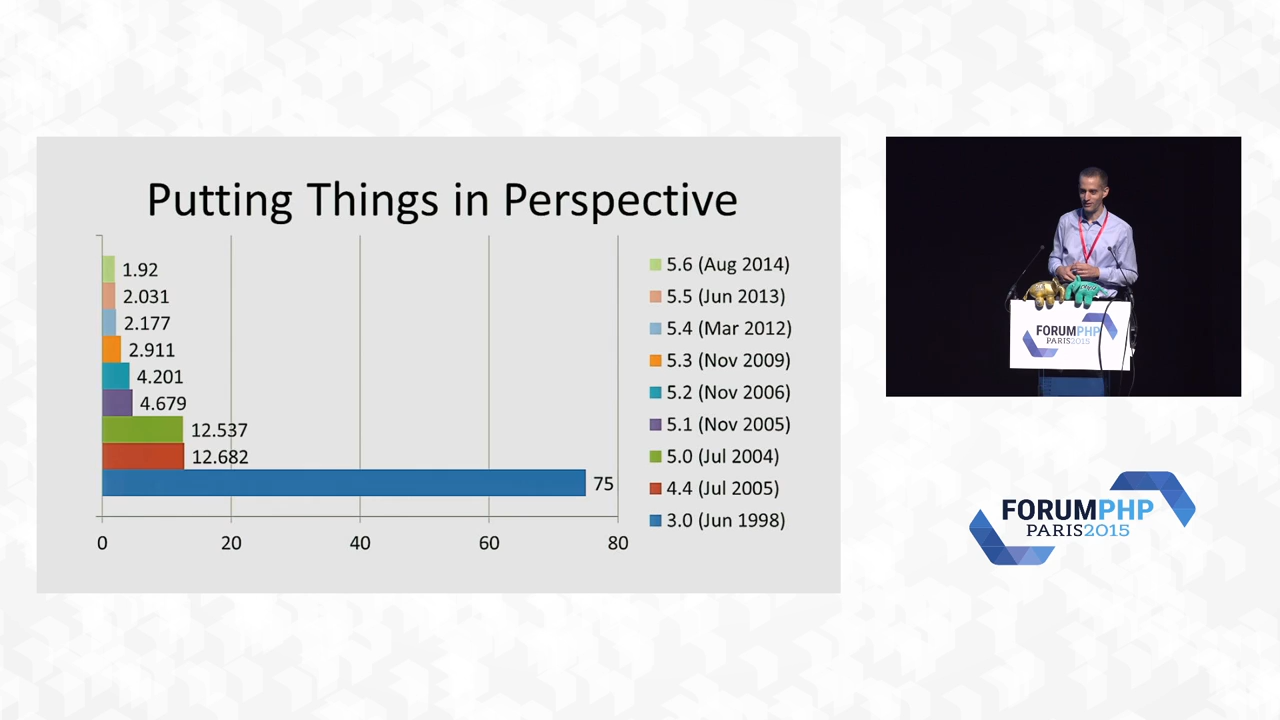 Putting Things in Perspective
1.92
2.031
2.177
2.911
4.201
4.679
12.537
12.682
75
0 20 40 60 80
5.6 (Aug 2014)
5.5 (Jun 2013)
5.4 (Mar 2012)
5.3 (Nov 2009)
5.2 (Nov 2006)
5.1 (Nov 2005)
5.0 (Jul 2004)
4.4 (Jul 2005)
3.0 (Jun 1998)
FORUMPHP
PARIS2015
FORUMPHP
PARIS2015